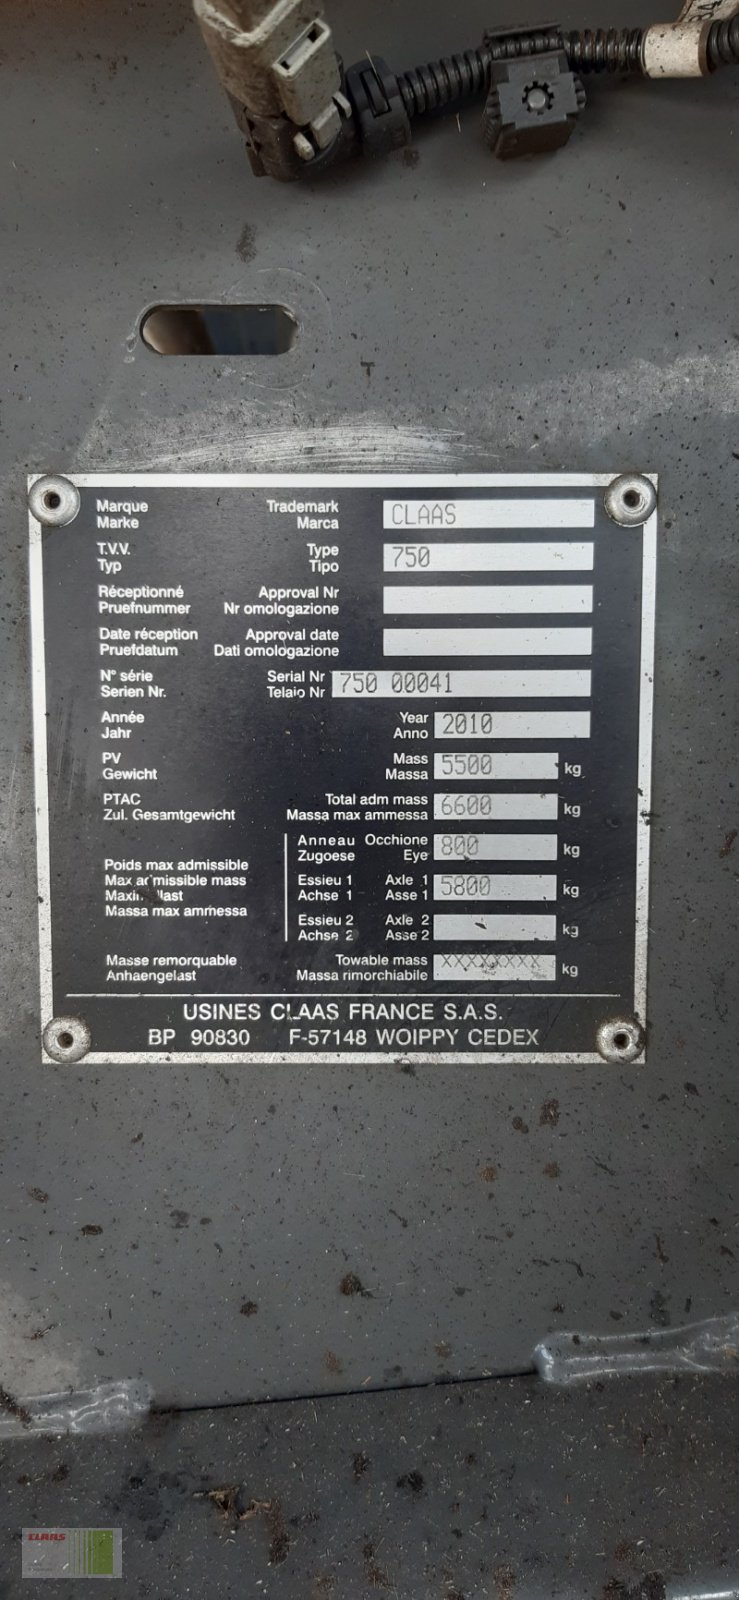 Marque Trademark CLAAS
Marke Marca
T.V.V. Type 750
Typ Tipo
Réceptionné Approval Nr
Pruefnummer Nr omologazione
Date réception Approval date
Pruefdatum Dati omologazione
N° série Serial Nr 750 00041
Serien Nr. Telaio Nr
Année Year 2010
Jahr Anno
PV Mass 5500 kg
Gewicht Massa
PTAC Total adm mass 6600 kg
Zul. Gesamtgewicht Massa max ammessa
Anneau Occhione 800 kg
Zugoese Eye
Poids max admissible
Max admissible mass Essieu 1 Axle 1 5800 kg
Achse 1 Asse 1
Massa max ammessa
Essieu 2 Axle 2 kg
Achse 2 Asse 2
Masse remorquable Towable mass XXXXXXXX kg
Anhaengelast Massa rimorchiabile
USINES CLAAS FRANCE S.A.S.
BP 90830 F-57148 WOIPPY CEDEX
CLAAS